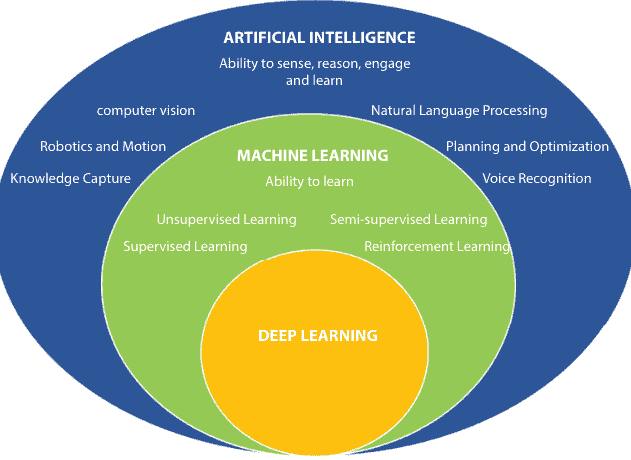 ARTIFICIAL INTELLIGENCE
Ability to sense, reason, engage
and learn
computer vision
Natural Language Processing
Robotics and Motion
Planning and Optimization
Knowledge Capture
Voice Recognition
MACHINE LEARNING
Ability to learn
Unsupervised Learning
Semi-supervised Learning
Supervised Learning
Reinforcement Learning
DEEP LEARNING